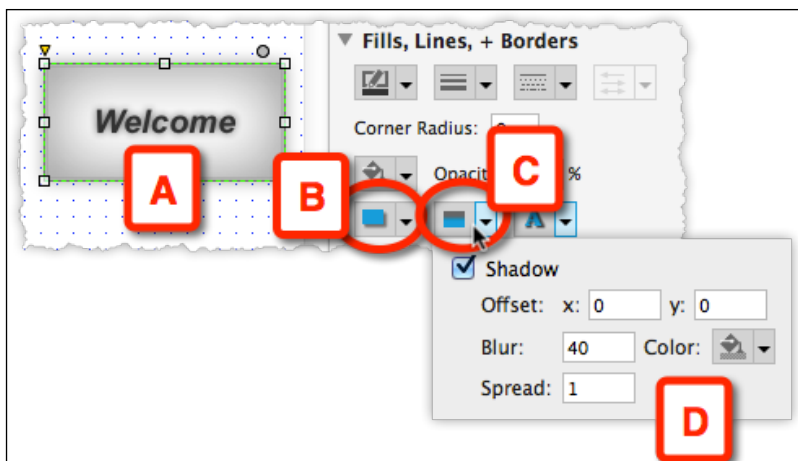 Fills, Lines, + Borders
Welcome
Corner Radius:
A
B
C
Opacit
%
A
Shadow
Offset: x: 0 y: 0
Blur: 40 Color:
Spread: 1
D